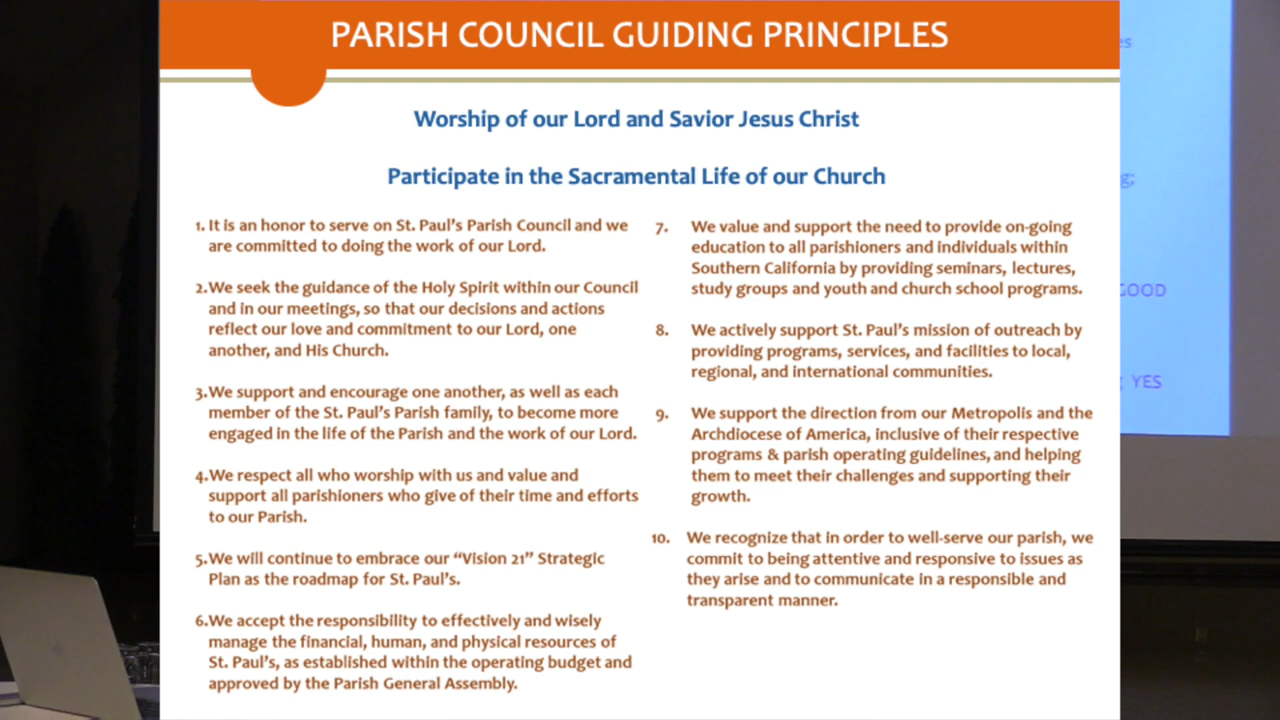 PARISH COUNCIL GUIDING PRINCIPLES
Worship of our Lord and Savior Jesus Christ
Participate in the Sacramental Life of our Church
1. It is an honor to serve on St. Paul's Parish Council and we
are committed to doing the work of our Lord.
2.We seek the guidance of the Holy Spirit within our Council
and in our meetings, so that our decisions and actions
reflect our love and commitment to our Lord, one
another, and His Church.
3.We support and encourage one another, as well as each
member of the St. Paul's Parish family, to become more
engaged in the life of the Parish and the work of our Lord.
4.We respect all who worship with us and value and
support all parishioners who give of their time and efforts
to our Parish.
5.We will continue to embrace our “Vision 21” Strategic
Plan as the roadmap for St. Paul's.
6.We accept the responsibility to effectively and wisely
manage the financial, human, and physical resources of
St. Paul's, as established within the operating budget and
approved by the Parish General Assembly.
7. We value and support the need to provide on-going
education to all parishioners and individuals within
Southern California by providing seminars, lectures,
study groups and youth and church school programs.
8. We actively support St. Paul's mission of outreach by
providing programs, services, and facilities to local,
regional, and international communities.
9. We support the direction from our Metropolis and the
Archdiocese of America, inclusive of their respective
programs & parish operating guidelines, and helping
them to meet their challenges and supporting their
growth.
10. We recognize that in order to well-serve our parish, we
commit to being attentive and responsive to issues as
they arise and to communicate in a responsible and
transparent manner.
GOOD
YES